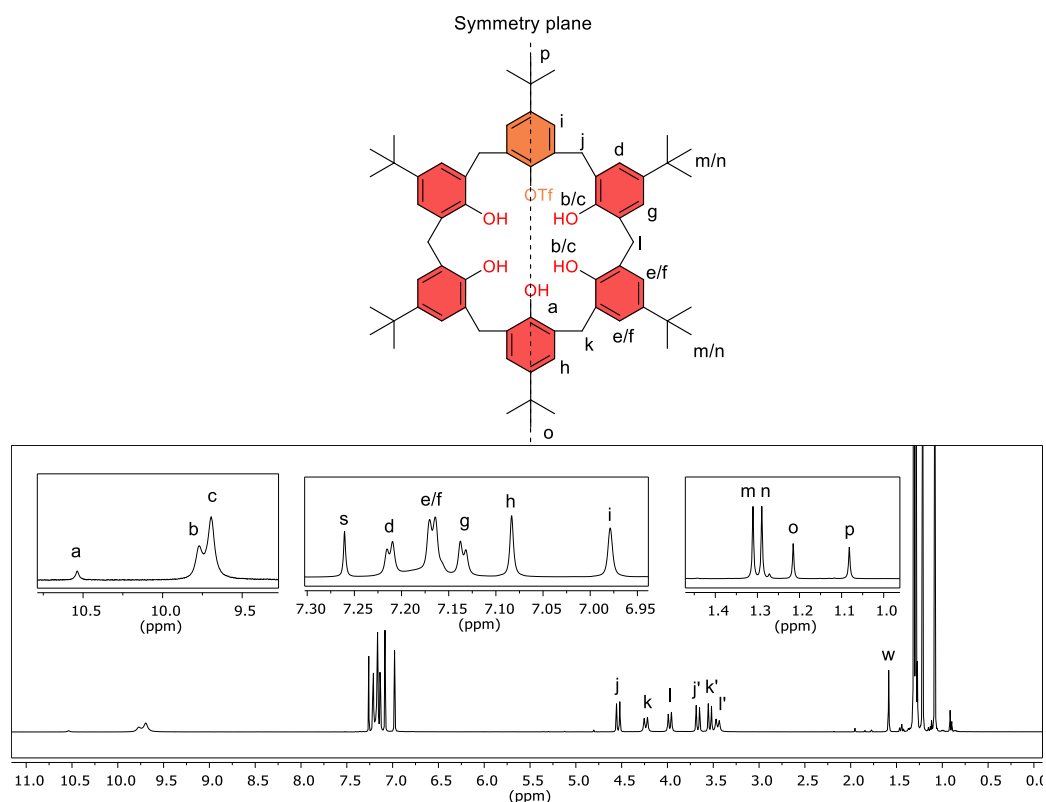 Symmetry plane
p
i
j
d
m/n
OTf
b/c
g
OH
HO
b/c
l
OH
HO
e/f
OH
a
e/f
k
m/n
h
o
a
b
c
10.5
10.0
9.5
(ppm)
s
d
e/f
g
h
i
7.30
7.25
7.20
7.15
7.10
7.05
7.00
6.95
(ppm)
m
n
o
p
1.4
1.3
1.2
1.1
1.0
(ppm)
j
k
l
j'
k'
l'
w
11.0
10.5
10.0
9.5
9.0
8.5
8.0
7.5
7.0
6.5
6.0
5.5
5.0
4.5
4.0
3.5
3.0
2.5
2.0
1.5
1.0
0.5
0.0
(ppm)